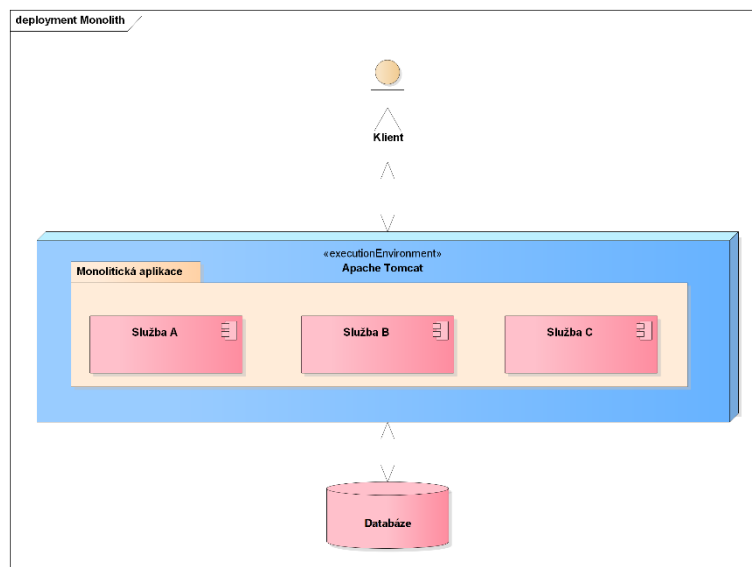 deployment Monolith
Klient
«executionEnvironment»
Apache Tomcat
Monolitická aplikace
Služba A
Služba B
Služba C
Databáze